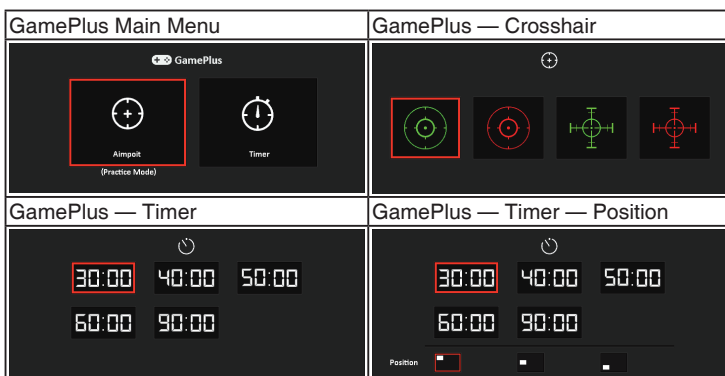 GamePlus Main Menu
GamePlus — Crosshair
GamePlus
Aimpoit
Timer
(Practice Mode)
GamePlus — Timer
GamePlus — Timer — Position
30:00 40:00 50:00
60:00 90:00
30:00 40:00 50:00
60:00 90:00
Position